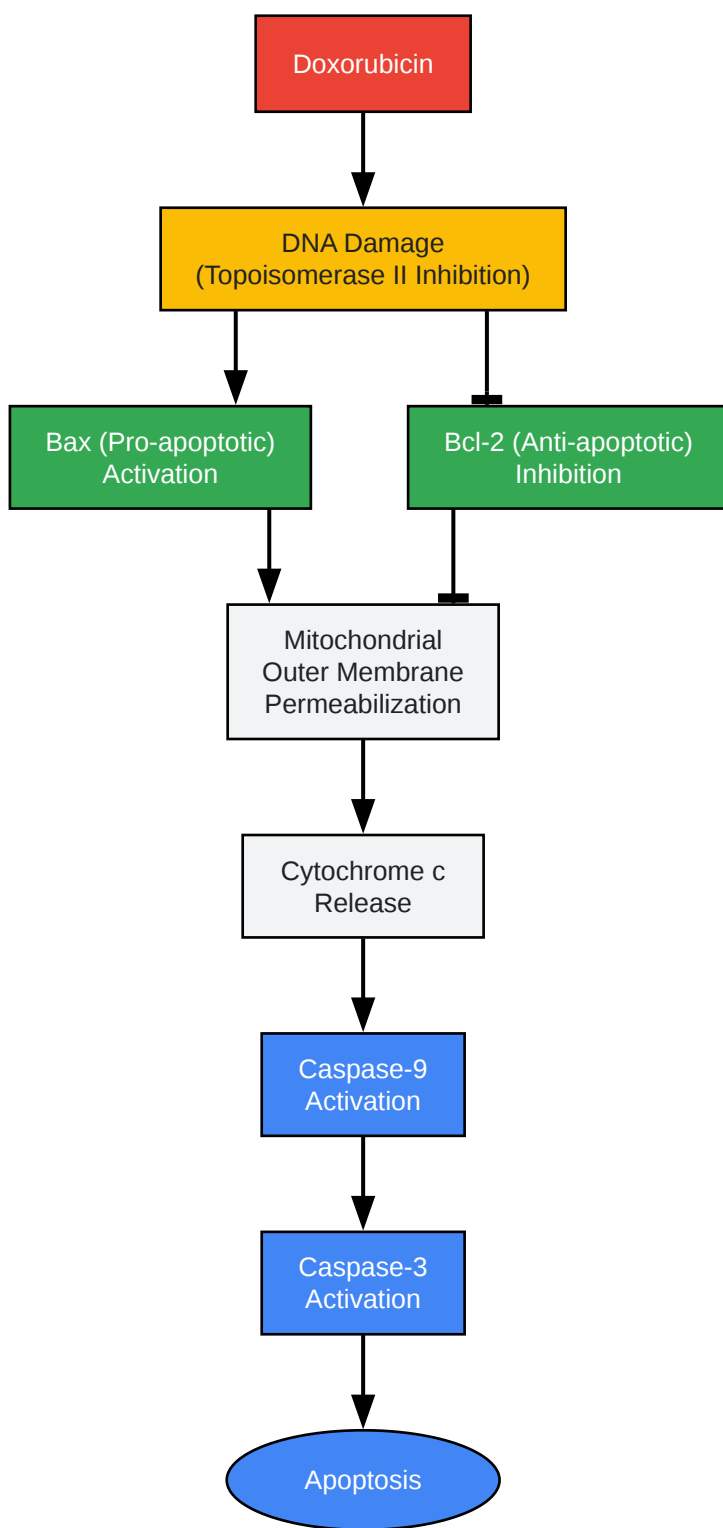 Doxorubicin
DNA Damage
(Topoisomerase II Inhibition)
Bax (Pro-apoptotic)
Activation
Bcl-2 (Anti-apoptotic)
Inhibition
Mitochondrial
Outer Membrane
Permeabilization
Cytochrome c
Release
Caspase-9
Activation
Caspase-3
Activation
Apoptosis